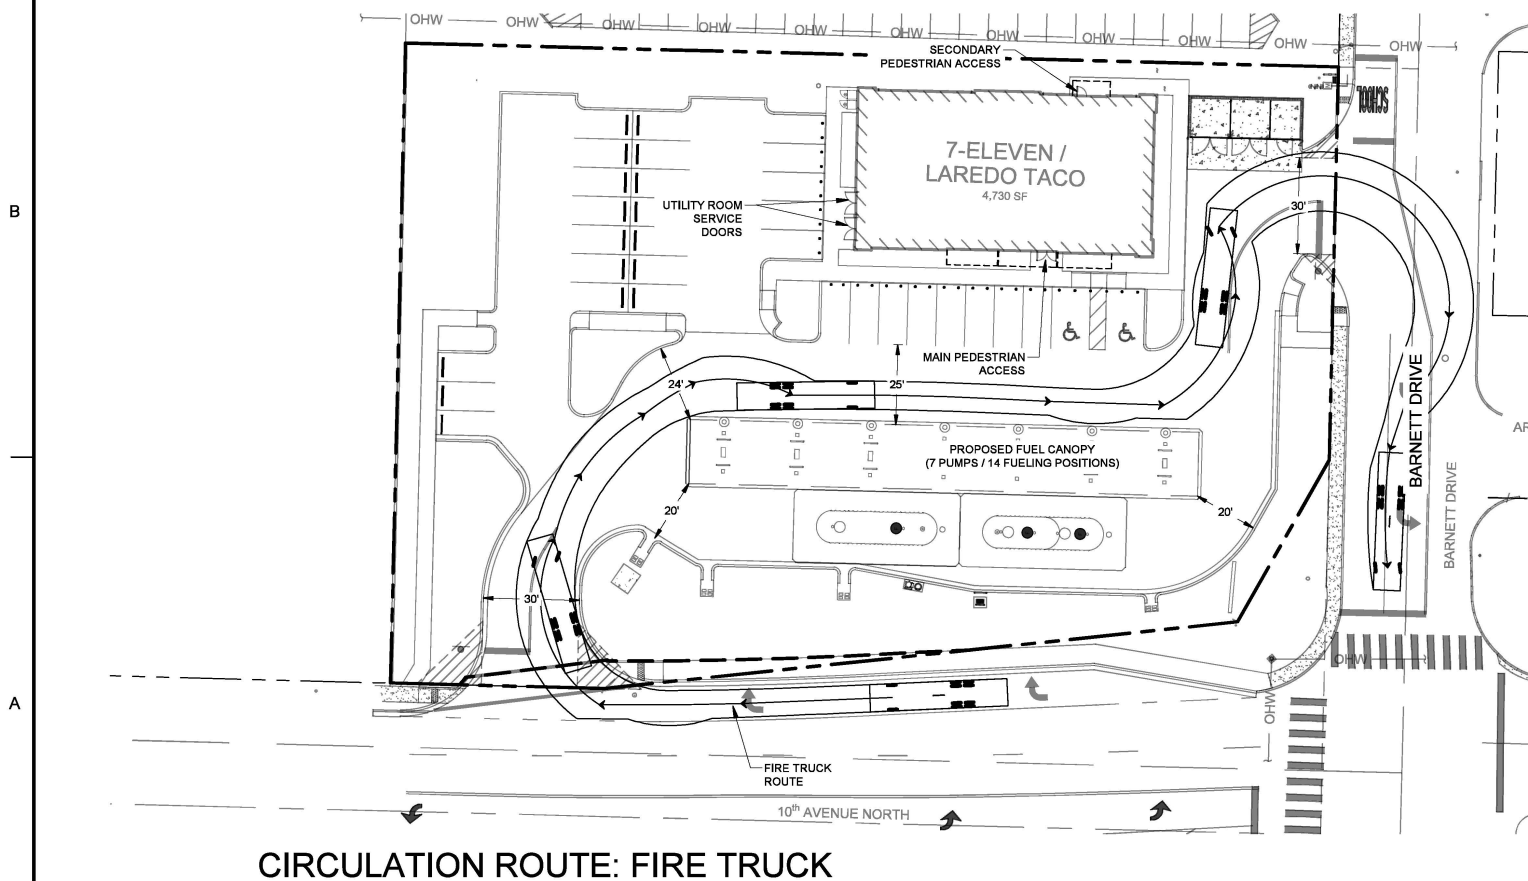 OHW OHW OHW OHW OHW OHW OHW OHW OHW
SECONDARY
PEDESTRIAN ACCESS
SCHOOL
7-ELEVEN /
LAREDO TACO
4,730 SF
B
UTILITY ROOM
SERVICE
DOORS
30'
MAIN PEDESTRIAN
ACCESS
24'
25'
BARNETT DRIVE
PROPOSED FUEL CANOPY
(7 PUMPS / 14 FUELING POSITIONS)
BARNETT DRIVE
20'
20'
30'
OHW
A
OHW
FIRE TRUCK
ROUTE
10th AVENUE NORTH
CIRCULATION ROUTE: FIRE TRUCK